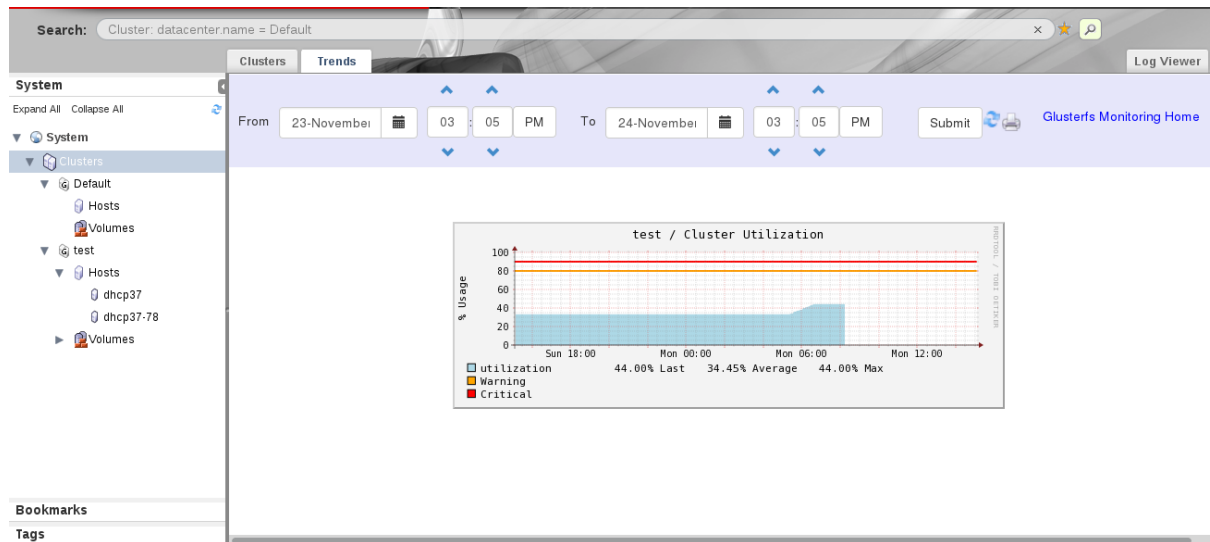 Search: Cluster: datacenter.name = Default ×
Clusters Trends Log Viewer
System
Expand All Collapse All
System
Clusters
Default
Hosts
Volumes
test
Hosts
dhcp37
dhcp37-78
Volumes
Bookmarks
Tags
From 23-November 03 : 05 PM To 24-November 03 : 05 PM Submit Glusterfs Monitoring Home
test / Cluster Utilization
RRDTOOL / TOBI OETIKER
% Usage
100
80
60
40
20
0
Sun 18:00 Mon 00:00 Mon 06:00 Mon 12:00
utilization 44.00% Last 34.45% Average 44.00% Max
Warning
Critical